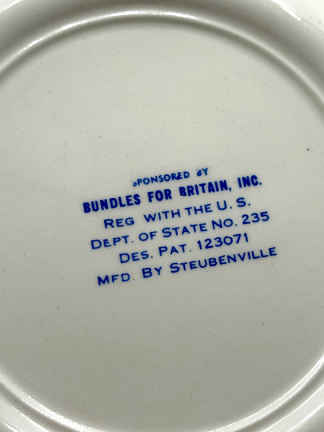 SPONSORED BY
BUNDLES FOR BRITAIN, INC.
REG WITH THE U. S.
DEPT. OF STATE NO. 235
DES. PAT. 123071
MFD. BY STEUBENVILLE